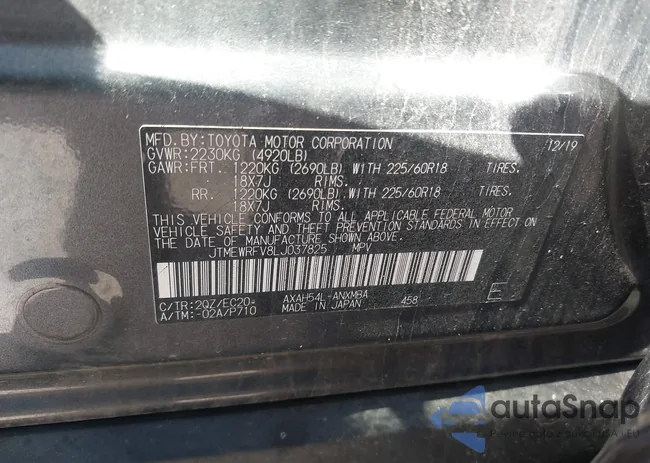 MFD.BY:TOYOTA MOTOR CORPORATION 12/19
GVWR:2230KG (4920LB)
GAWR:FRT. 1220KG (2690LB) WITH 225/60R18 TIRES.
18X7J RIMS.
RR. 1220KG (2690LB) WITH 225/60R18 TIRES.
18X7J RIMS.
THIS VEHICLE CONFORMS TO ALL APPLICABLE FEDERAL MOTOR
VEHICLE SAFETY AND THEFT PREVENTION STANDARDS IN EFFECT ON THE
DATE OF MANUFACTURE SHOWN ABOVE.
JTMEWRFV8LJ037825 MPV
C/TR:2QZ/EC20- AXAH54L-ANXMBA 458 E
A/TM:-02A/P710 MADE IN JAPAN
autoSnap